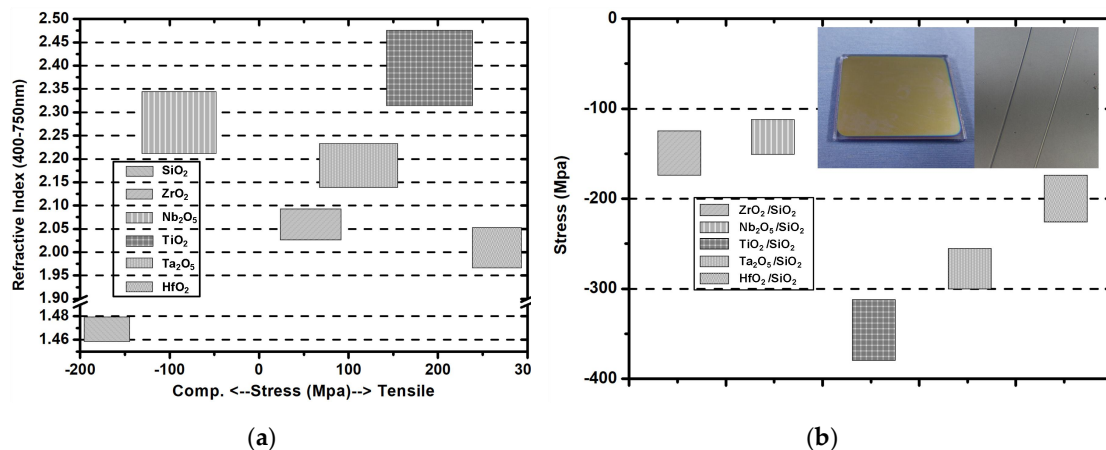 2.50
2.45
2.40
2.35
2.30
2.25
2.20
2.15
2.10
2.05
2.00
1.95
1.90
1.48
1.46
Refractive Index (400-750nm)
SiO₂
ZrO₂
Nb₂O₅
TiO₂
Ta₂O₅
HfO₂
-200 -100 0 100 200 30
Comp. <--Stress (Mpa)--> Tensile
(a)
0
-100
-200
-300
-400
Stress (Mpa)
ZrO₂/SiO₂
Nb₂O₅/SiO₂
TiO₂/SiO₂
Ta₂O₅/SiO₂
HfO₂/SiO₂
(b)